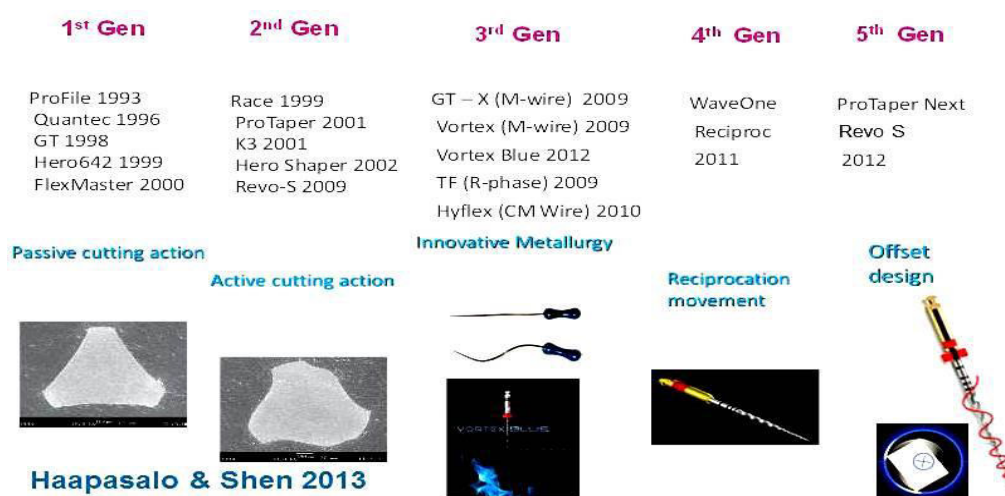 1st Gen
2nd Gen
3rd Gen
4th Gen
5th Gen
ProFile 1993
Quantec 1996
GT 1998
Hero642 1999
FlexMaster 2000
Race 1999
ProTaper 2001
K3 2001
Hero Shaper 2002
Revo-S 2009
GT – X (M-wire) 2009
Vortex (M-wire) 2009
Vortex Blue 2012
TF (R-phase) 2009
Hyflex (CM Wire) 2010
WaveOne
Reciproc
2011
ProTaper Next
Revo S
2012
Passive cutting action
Active cutting action
Innovative Metallurgy
Reciprocation
movement
Offset
design
VORTEX BLUE
Haapasalo & Shen 2013